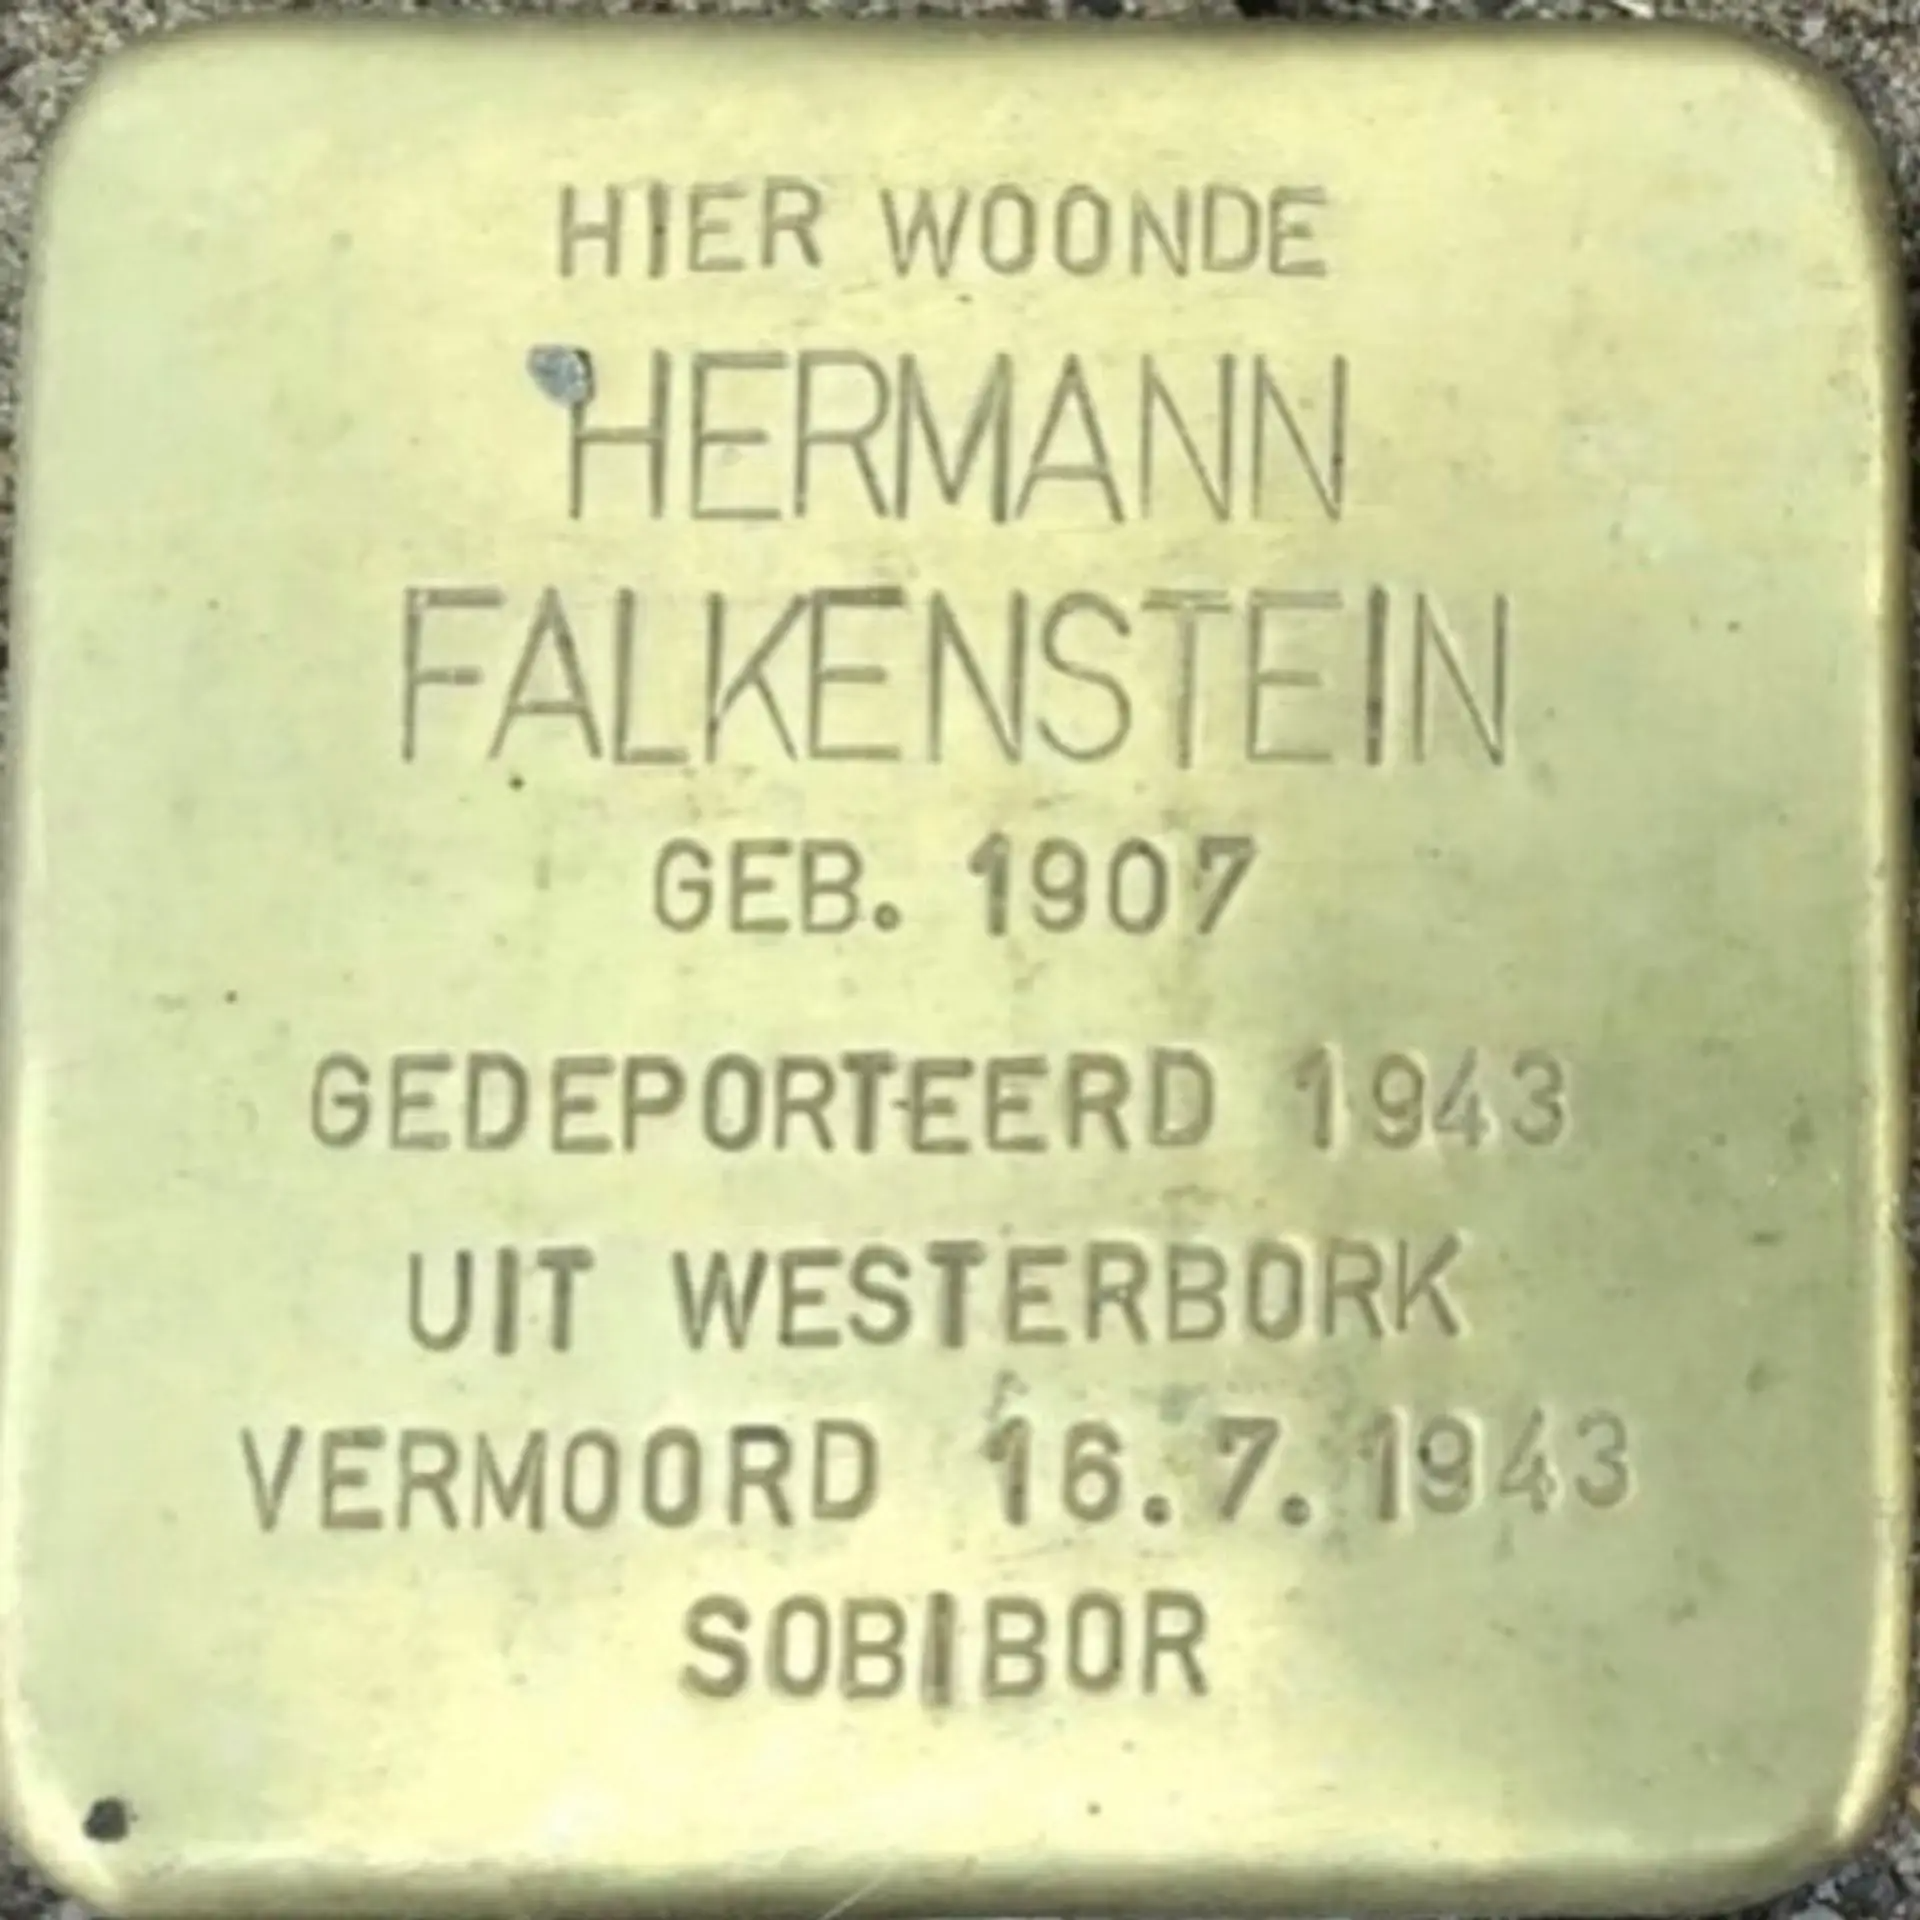 HIER WOONDE
HERMANN
FALKENSTEIN
GEB. 1907
GEDEPORTEERD 1943
UIT WESTERBORK
VERMOORD 16.7.1943
SOBIBOR